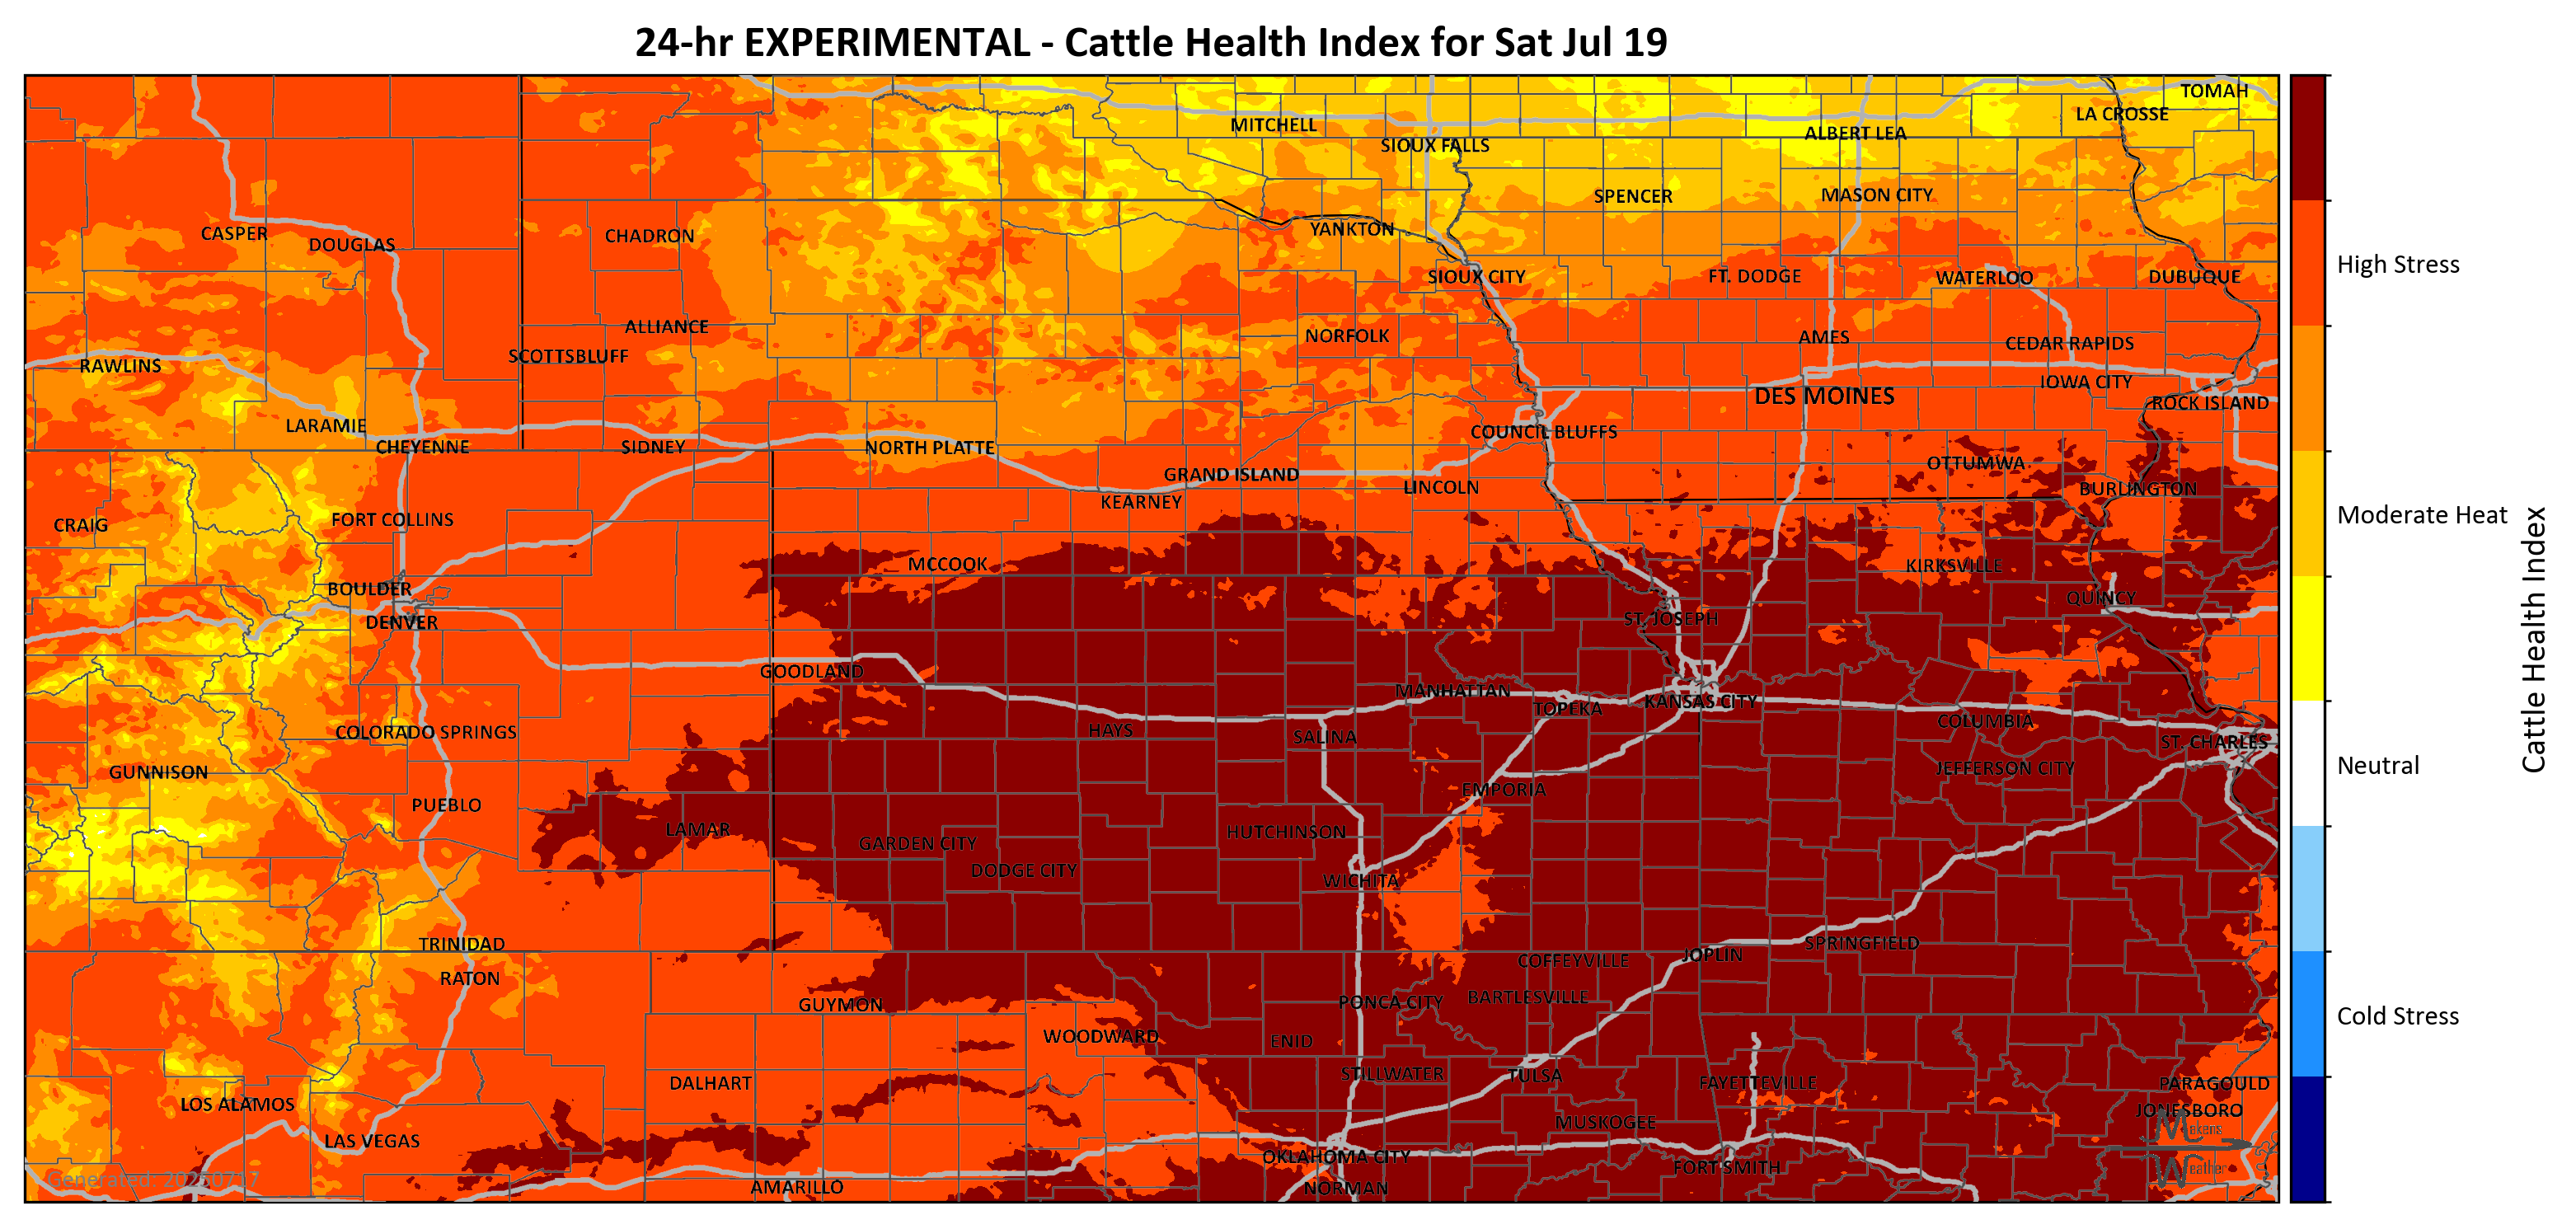 24-hr EXPERIMENTAL - Cattle Health Index for Sat Jul 19
TOMAH
LA CROSSE
MITCHELL
ALBERT LEA
SIOUX FALLS
SPENCER
MASON CITY
CASPER
DOUGLAS
CHADRON
YANKTON
SIOUX CITY
FT. DODGE
WATERLOO
DUBUQUE
High Stress
ALLIANCE
NORFOLK
AMES
CEDAR RAPIDS
SCOTTSBLUFF
RAWLINS
IOWA CITY
DES MOINES
ROCK ISLAND
LARAMIE
COUNCIL BLUFFS
CHEYENNE
SIDNEY
NORTH PLATTE
OTTUMWA
GRAND ISLAND
LINCOLN
BURLINGTON
KEARNEY
Moderate Heat
CRAIG
FORT COLLINS
MCCOOK
KIRKSVILLE
BOULDER
QUINCY
DENVER
ST. JOSEPH
Cattle Health Index
GOODLAND
MANHATTAN
KANSAS CITY
TOPEKA
COLUMBIA
COLORADO SPRINGS
HAYS
SALINA
ST. CHARLES
GUNNISON
JEFFERSON CITY
Neutral
EMPORIA
PUEBLO
LAMAR
HUTCHINSON
GARDEN CITY
DODGE CITY
WICHITA
TRINIDAD
SPRINGFIELD
JOPLIN
COFFEYVILLE
RATON
BARTLESVILLE
GUYMON
PONCA CITY
Cold Stress
WOODWARD
ENID
STILLWATER
TULSA
DALHART
FAYETTEVILLE
PARAGOULD
LOS ALAMOS
JONESBORO
MUSKOGEE
Makens
LAS VEGAS
OKLAHOMA CITY
FORT SMITH
Weather
Generated: 20250717
AMARILLO
NORMAN